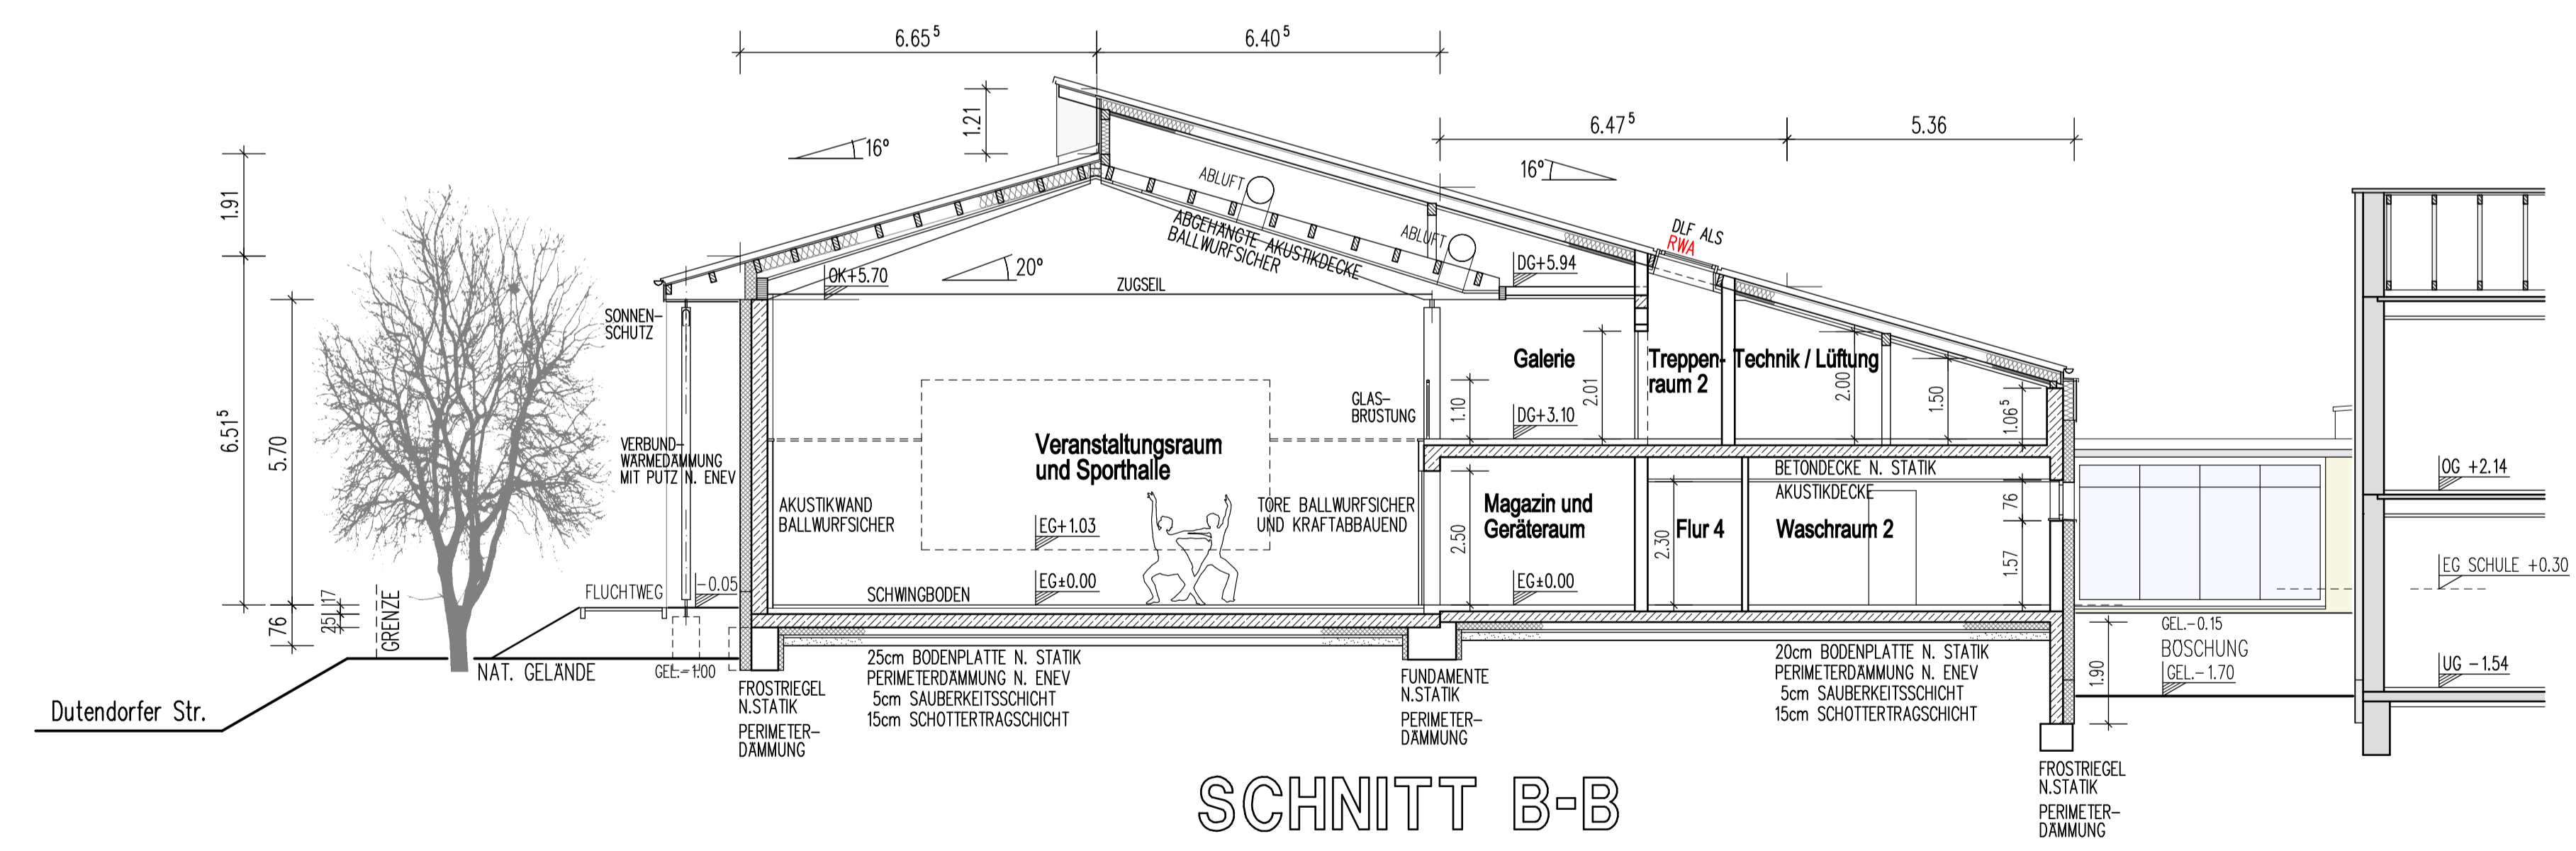 6.65⁵
6.40⁵
1.21
6.47⁵
5.36
16°
16°
1.91
ABLUFT
ABLUFT
ABGEHÄNGTE AKUSTIKDECKE
BALLWURFSICHER
DLF ALS
RWA
20°
OK+5.70
ZUGSEIL
DG+5.94
SONNEN-
SCHUTZ
6.51⁵
5.70
Galerie
2.01
Treppen-
raum 2
Technik / Lüftung
2.00
1.50
1.06⁵
GLAS-
BRÜSTUNG
1.10
DG+3.10
VERBUND-
WÄRMEDÄMMUNG
MIT PUTZ N. ENEV
Veranstaltungsraum
und Sporthalle
BETONDECKE N. STATIK
AKUSTIKDECKE
OG +2.14
AKUSTIKWAND
BALLWURFSICHER
EG+1.03
TORE BALLWURFSICHER
UND KRAFTABBAUEND
2.50
Magazin und
Geräteraum
2.30
Flur 4
Waschraum 2
76
1.57
EG SCHULE +0.30
FLUCHTWEG
-0.05
SCHWINGBODEN
EG±0.00
EG±0.00
76
17
25
GRENZE
NAT. GELÄNDE
GEL.-1.00
GEL.-0.15
BÖSCHUNG
GEL.-1.70
1.90
UG -1.54
Dutendorfer Str.
FROSTRIEGEL
N.STATIK
PERIMETER-
DÄMMUNG
25cm BODENPLATTE N. STATIK
PERIMETERDÄMMUNG N. ENEV
5cm SAUBERKEITSSCHICHT
15cm SCHOTTERTRAGSCHICHT
FUNDAMENTE
N.STATIK
PERIMETER-
DÄMMUNG
20cm BODENPLATTE N. STATIK
PERIMETERDÄMMUNG N. ENEV
5cm SAUBERKEITSSCHICHT
15cm SCHOTTERTRAGSCHICHT
FROSTRIEGEL
N.STATIK
PERIMETER-
DÄMMUNG
SCHNITT B-B